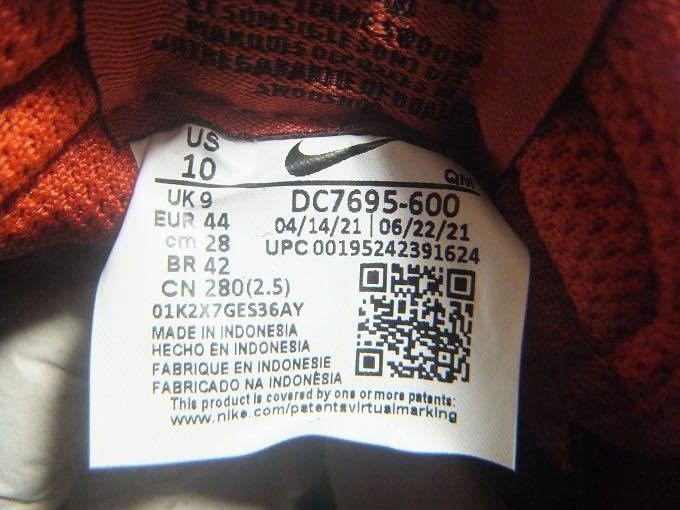 US
10
QM
UK 9
DC7695-600
EUR 44
04/14/21 | 06/22/21
cm 28
UPC 00195242391624
BR 42
CN 280(2.5)
01K2X7GES36AY
MADE IN INDONESIA
HECHO EN INDONESIA
FABRIQUE EN INDONESIE
FABRICADO NA INDONÉSIA
This product is covered by one or more patents:
www.nike.com/patentsvirtualmarking